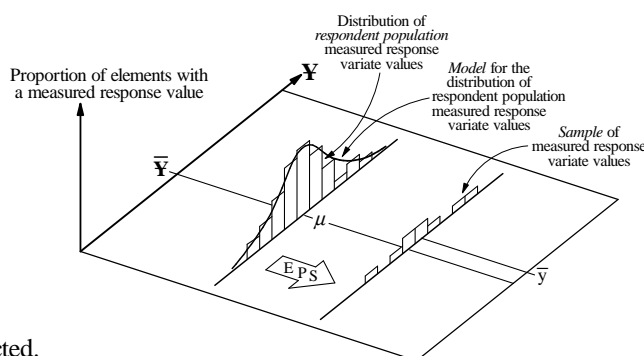 Distribution of
respondent population
measured response
variate values
Proportion of elements with
a measured response value
Model for the
distribution of
respondent population
measured response
variate values
Sample of
measured response
variate values
Ɏ
Ȳ
μ
EPS
y̅
cted.